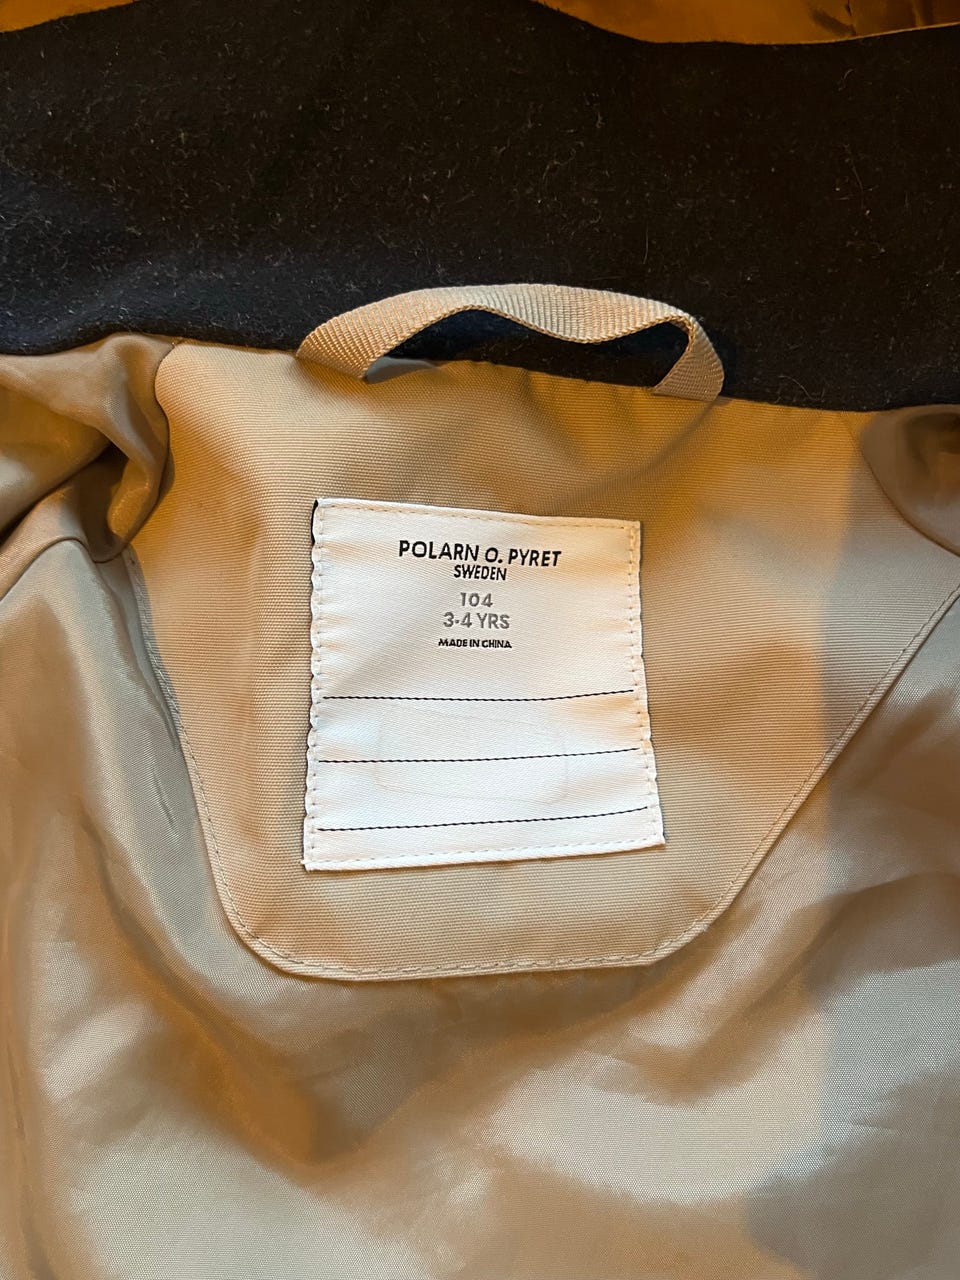 POLARN O. PYRET
SWEDEN
104
3-4 YRS
MADE IN CHINA